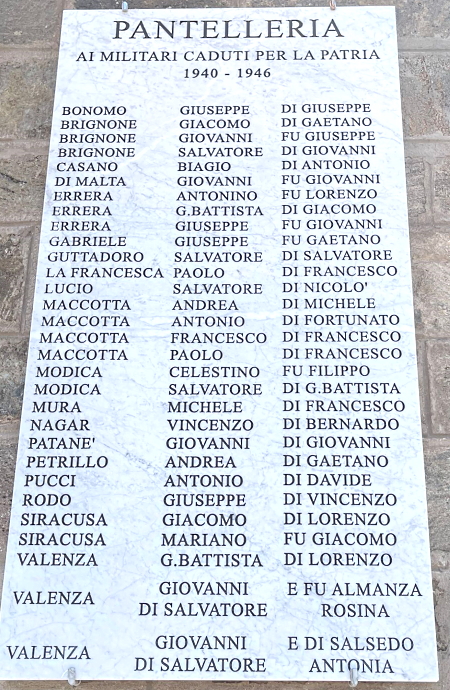 PANTELLERIA
AI MILITARI CADUTI PER LA PATRIA
1940 - 1946
BONOMO GIUSEPPE DI GIUSEPPE
BRIGNONE GIACOMO DI GAETANO
BRIGNONE GIOVANNI FU GIUSEPPE
BRIGNONE SALVATORE DI GIOVANNI
CASANO BIAGIO DI ANTONIO
DI MALTA GIOVANNI FU GIOVANNI
ERRERA ANTONINO FU LORENZO
ERRERA G.BATTISTA DI GIACOMO
ERRERA GIUSEPPE FU GIOVANNI
GABRIELE GIUSEPPE FU GAETANO
GUTTADORO SALVATORE DI SALVATORE
LA FRANCESCA PAOLO DI FRANCESCO
LUCIO SALVATORE DI NICOLO'
MACCOTTA ANDREA DI MICHELE
MACCOTTA ANTONIO DI FORTUNATO
MACCOTTA FRANCESCO DI FRANCESCO
MACCOTTA PAOLO DI FRANCESCO
MODICA CELESTINO FU FILIPPO
MODICA SALVATORE DI G.BATTISTA
MURA MICHELE DI FRANCESCO
NAGAR VINCENZO DI BERNARDO
PATANE' GIOVANNI DI GIOVANNI
PETRILLO ANDREA DI GAETANO
PUCCI ANTONIO DI DAVIDE
RODO GIUSEPPE DI VINCENZO
SIRACUSA GIACOMO DI LORENZO
SIRACUSA MARIANO FU GIACOMO
VALENZA G.BATTISTA DI LORENZO
VALENZA GIOVANNI DI SALVATORE E FU ALMANZA ROSINA
VALENZA GIOVANNI DI SALVATORE E DI SALSEDO ANTONIA